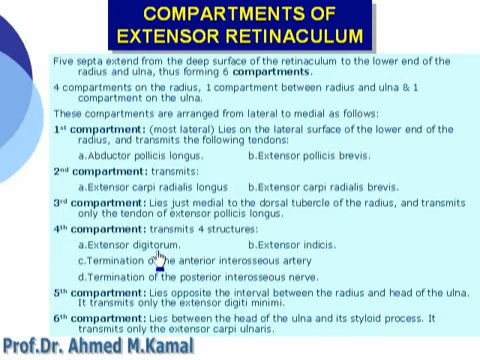 COMPARTMENTS OF
EXTENSOR RETINACULUM
Five septa extend from the deep surface of the retinaculum to the lower end of the
radius and ulna, thus forming 6 compartments.
4 compartments on the radius, 1 compartment between radius and ulna & 1
compartment on the ulna.
These compartments are arranged from lateral to medial as follows:
1st compartment: (most lateral) Lies on the lateral surface of the lower end of the
radius, and transmits the following tendons:
a.Abductor pollicis longus. b.Extensor pollicis brevis.
2nd compartment: transmits:
a.Extensor carpi radialis longus b.Extensor carpi radialis brevis.
3rd compartment: Lies just medial to the dorsal tubercle of the radius, and transmits
only the tendon of extensor pollicis longus.
4th compartment: transmits 4 structures:
a.Extensor digitorum. b.Extensor indicis.
c.Termination of the anterior interosseous artery
d.Termination of the posterior interosseous nerve.
5th compartment: Lies opposite the interval between the radius and head of the ulna.
It transmits only the extensor digiti minimi.
6th compartment: Lies between the head of the ulna and its styloid process. It
transmits only the extensor carpi ulnaris.
Prof.Dr. Ahmed M.Kamal